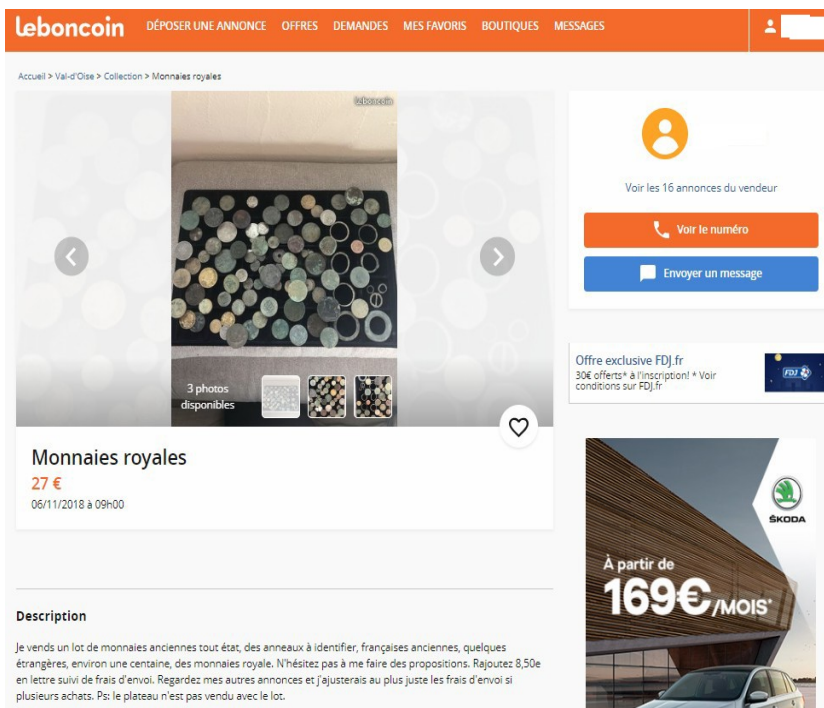 leboncoin DÉPOSER UNE ANNONCE OFFRES DEMANDES MES FAVORIS BOUTIQUES MESSAGES
Accueil > Val-d'Oise > Collection > Monnaies royales
leboncoin
3 photos
disponibles
Monnaies royales
27 €
06/11/2018 à 09h00
Description
Je vends un lot de monnaies anciennes tout état, des anneaux à identifier, françaises anciennes, quelques
étrangères, environ une centaine, des monnaies royale. N'hésitez pas à me faire des propositions. Rajoutez 8,50e
en lettre suivi de frais d'envoi. Regardez mes autres annonces et j'ajusterais au plus juste les frais d'envoi si
plusieurs achats. Ps: le plateau n'est pas vendu avec le lot.
Voir les 16 annonces du vendeur
Voir le numéro
Envoyer un message
Offre exclusive FDJ.fr
30€ offerts* à l'inscription! * Voir
conditions sur FDJ.fr
FDJ
ŠKODA
À partir de
169€/MOIS*